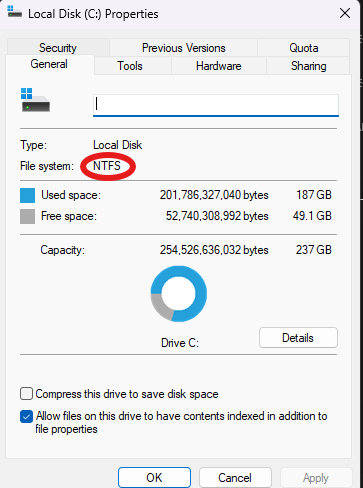 Local Disk (C:) Properties
Security Previous Versions Quota
General Tools Hardware Sharing
Type: Local Disk
File system: NTFS
Used space: 201,786,327,040 bytes 187 GB
Free space: 52,740,308,992 bytes 49.1 GB
Capacity: 254,526,636,032 bytes 237 GB
Drive C: Details
Compress this drive to save disk space
Allow files on this drive to have contents indexed in addition to
file properties
OK Cancel Apply